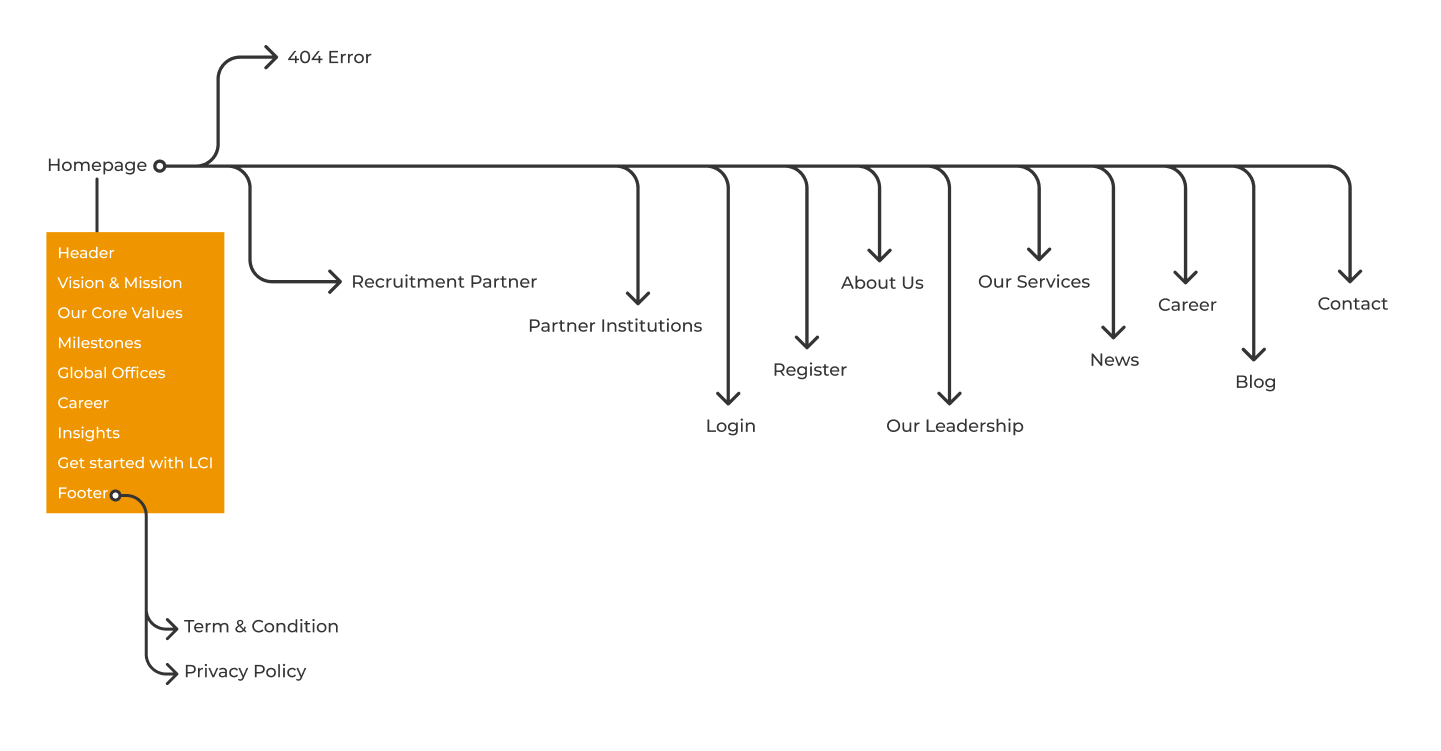 404 Error
Homepage
Header
Vision & Mission
Our Core Values
Milestones
Global Offices
Career
Insights
Get started with LCI
Footer
Recruitment Partner
Partner Institutions
Login
Register
About Us
Our Leadership
Our Services
News
Career
Blog
Contact
Term & Condition
Privacy Policy